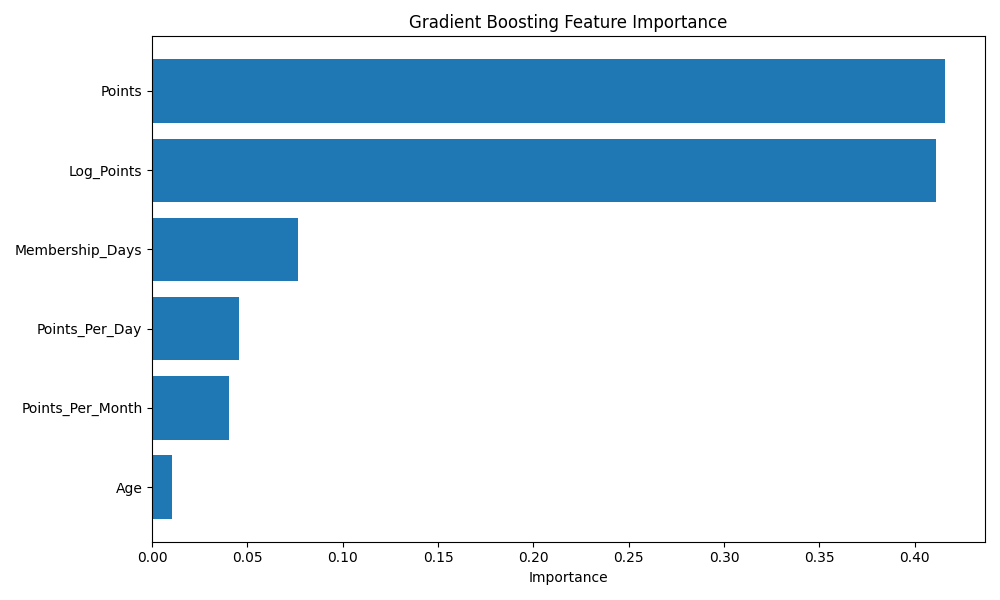 Gradient Boosting Feature Importance
Points
Log_Points
Membership_Days
Points_Per_Day
Points_Per_Month
Age
0.00 0.05 0.10 0.15 0.20 0.25 0.30 0.35 0.40
Importance